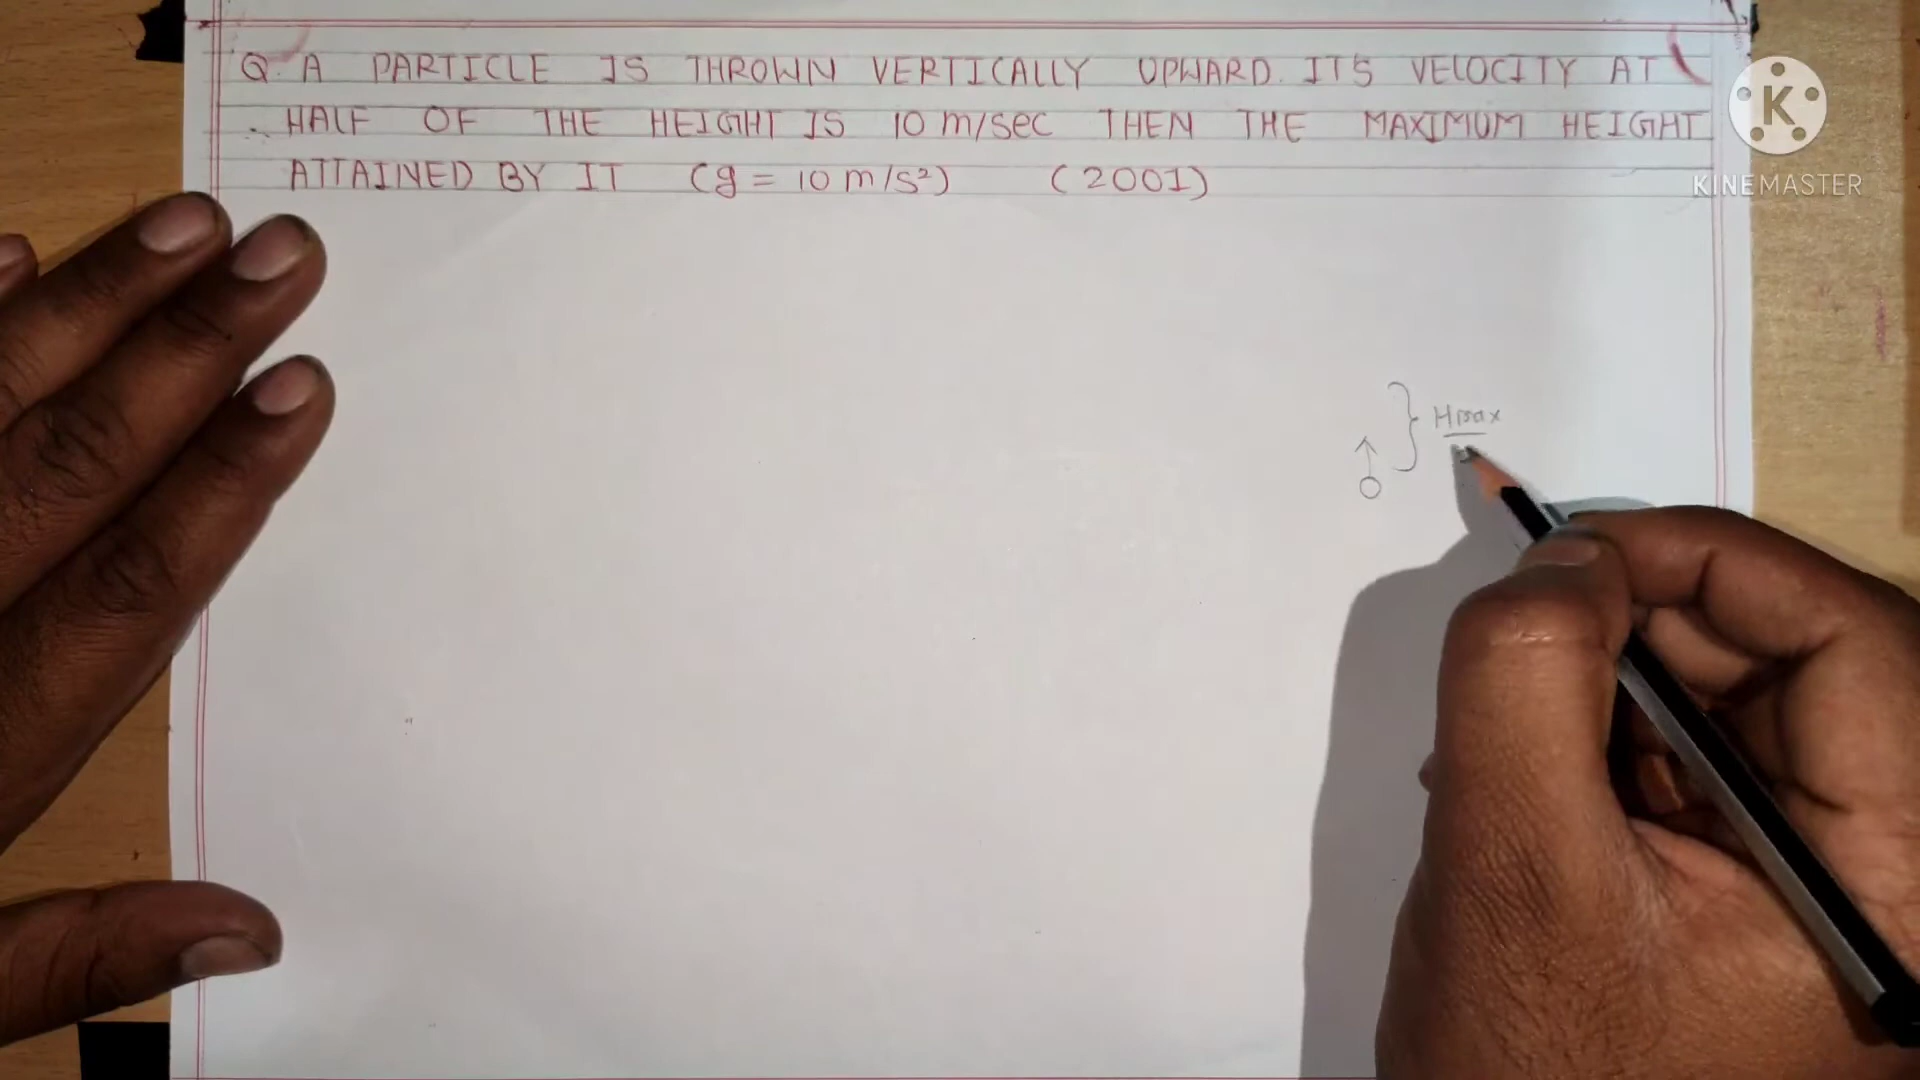 Q. A PARTICLE IS THROWN VERTICALLY UPWARD. ITS VELOCITY AT
HALF OF THE HEIGHT IS 10 m/sec THEN THE MAXIMUM HEIGHT
ATTAINED BY IT (g = 10 m/s²) (2001)
K
KINEMASTER
Hmax